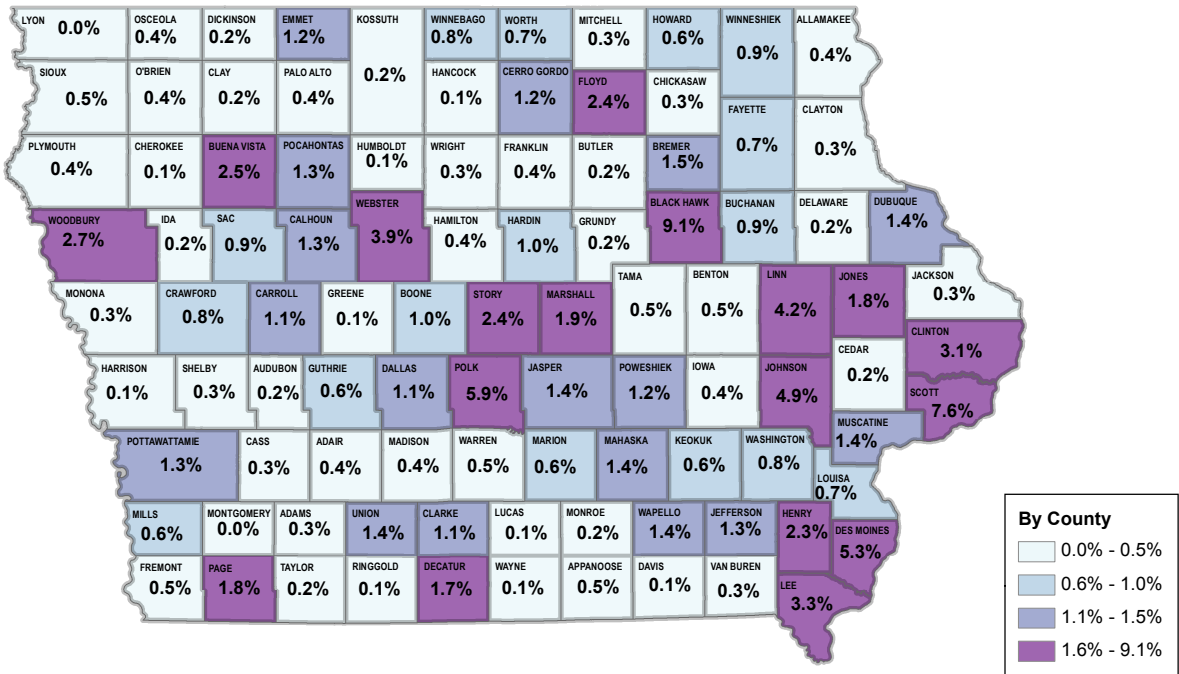 LYON
0.0%
OSCEOLA
0.4%
DICKINSON
0.2%
EMMET
1.2%
KOSSUTH
0.2%
WINNEBAGO
0.8%
WORTH
0.7%
MITCHELL
0.3%
HOWARD
0.6%
WINNESHIEK
0.9%
ALLAMAKEE
0.4%
SIOUX
0.5%
O'BRIEN
0.4%
CLAY
0.2%
PALO ALTO
0.4%
HANCOCK
0.1%
CERRO GORDO
1.2%
FLOYD
2.4%
CHICKASAW
0.3%
FAYETTE
0.7%
CLAYTON
0.3%
PLYMOUTH
0.4%
CHEROKEE
0.1%
BUENA VISTA
2.5%
POCAHONTAS
1.3%
HUMBOLDT
0.1%
WRIGHT
0.3%
FRANKLIN
0.4%
BUTLER
0.2%
BREMER
1.5%
WOODBURY
2.7%
IDA
0.2%
SAC
0.9%
CALHOUN
1.3%
WEBSTER
3.9%
HAMILTON
0.4%
HARDIN
1.0%
GRUNDY
0.2%
BLACK HAWK
9.1%
BUCHANAN
0.9%
DELAWARE
0.2%
DUBUQUE
1.4%
MONONA
0.3%
CRAWFORD
0.8%
CARROLL
1.1%
GREENE
0.1%
BOONE
1.0%
STORY
2.4%
MARSHALL
1.9%
TAMA
0.5%
BENTON
0.5%
LINN
4.2%
JONES
1.8%
JACKSON
0.3%
CLINTON
3.1%
HARRISON
0.1%
SHELBY
0.3%
AUDUBON
0.2%
GUTHRIE
0.6%
DALLAS
1.1%
POLK
5.9%
JASPER
1.4%
POWESHIEK
1.2%
IOWA
0.4%
JOHNSON
4.9%
CEDAR
0.2%
SCOTT
7.6%
MUSCATINE
1.4%
POTTAWATTAMIE
1.3%
CASS
0.3%
ADAIR
0.4%
MADISON
0.4%
WARREN
0.5%
MARION
0.6%
MAHASKA
1.4%
KEOKUK
0.6%
WASHINGTON
0.8%
LOUISA
0.7%
MILLS
0.6%
MONTGOMERY
0.0%
ADAMS
0.3%
UNION
1.4%
CLARKE
1.1%
LUCAS
0.1%
MONROE
0.2%
WAPELLO
1.4%
JEFFERSON
1.3%
HENRY
2.3%
DES MOINES
5.3%
FREMONT
0.5%
PAGE
1.8%
TAYLOR
0.2%
RINGGOLD
0.1%
DECATUR
1.7%
WAYNE
0.1%
APPANOOSE
0.5%
DAVIS
0.1%
VAN BUREN
0.3%
LEE
3.3%
By County
0.0% - 0.5%
0.6% - 1.0%
1.1% - 1.5%
1.6% - 9.1%